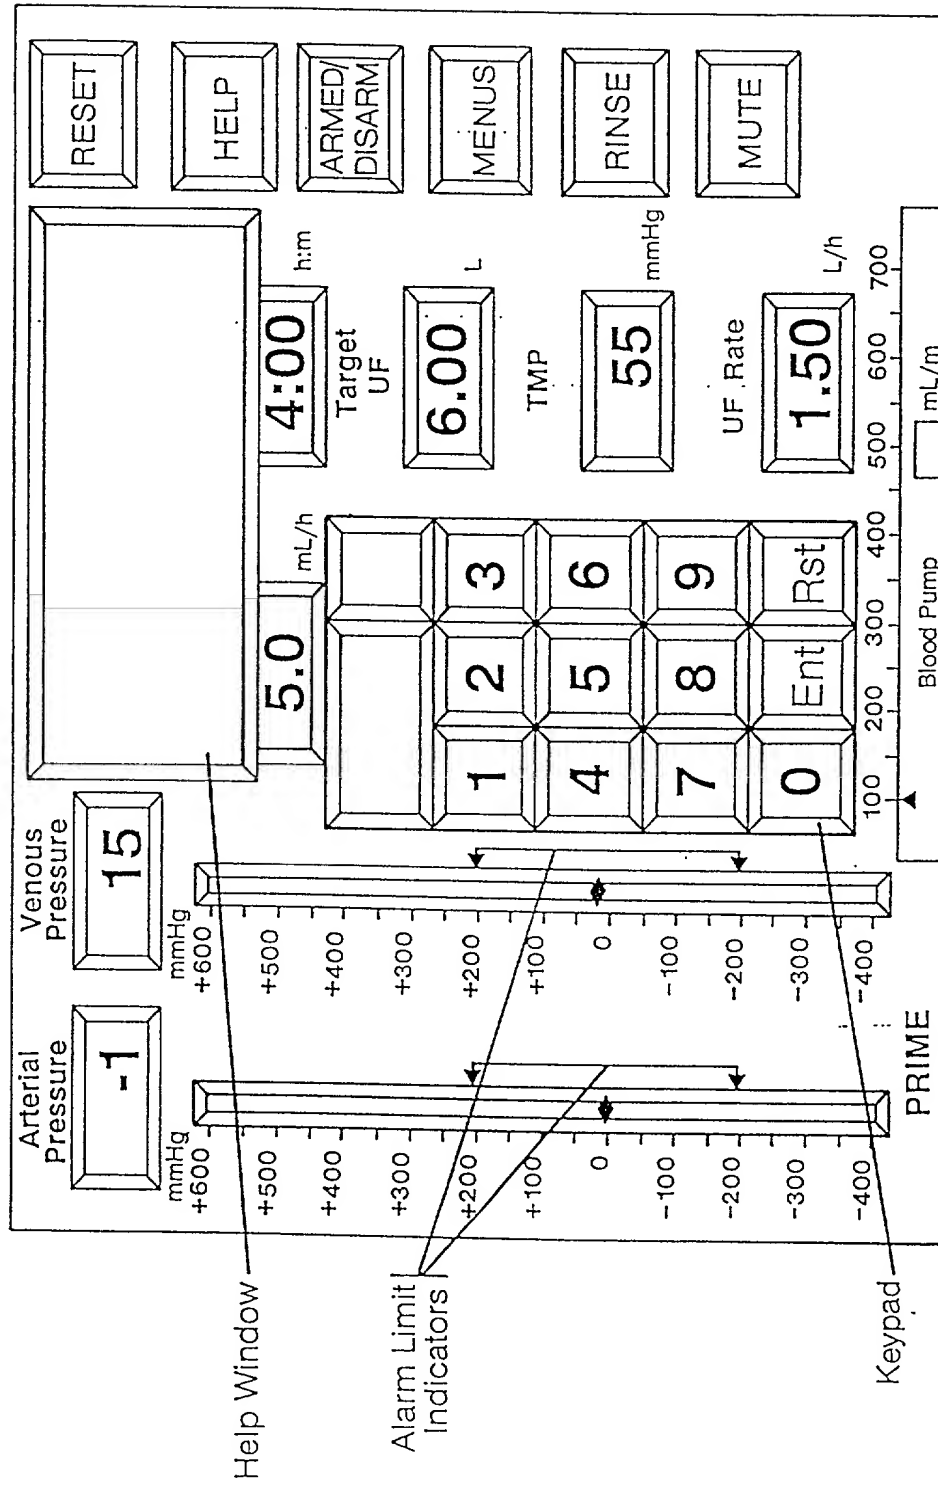 Arterial
Pressure
-1
mmHg
+600
+500
+400
+300
+200
+100
0
-100
-200
-300
-400
Venous
Pressure
15
mmHg
+600
+500
+400
+300
+200
+100
0
-100
-200
-300
-400
PRIME
5.0
mL/h
4:00
h:m
Target
UF
6.00
L
TMP
55
mmHg
UF Rate
1.50
L/h
1 2 3
4 5 6
7 8 9
0 Ent Rst
100 200 300 400 500 600 700
Blood Pump
mL/m
RESET
HELP
ARMED/
DISARM
MENUS
RINSE
MUTE
Help Window
Alarm Limit
Indicators
Keypad